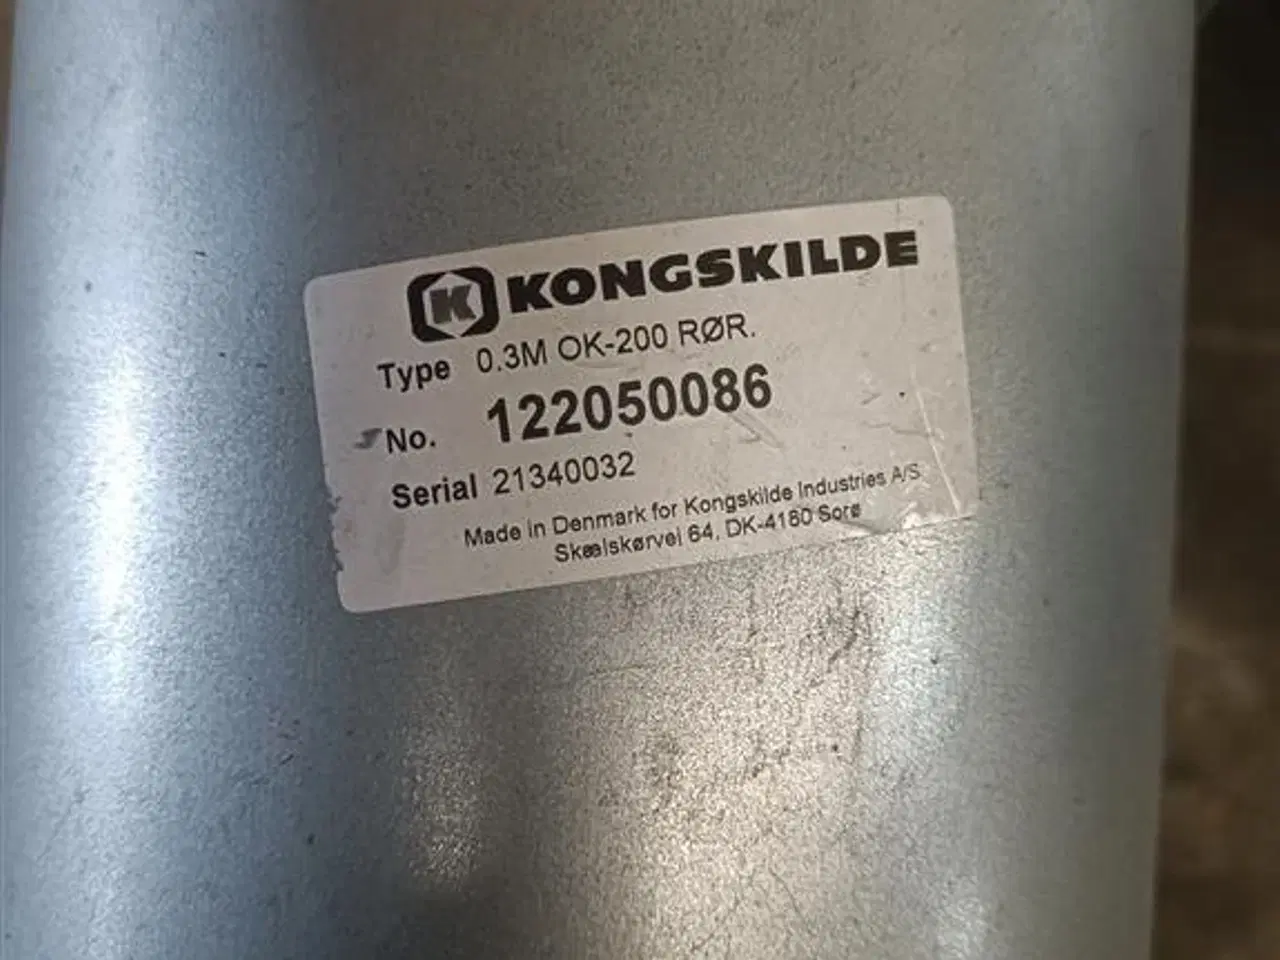 K KONGSKILDE
Type 0.3M OK-200 RØR.
No. 122050086
Serial 21340032
Made in Denmark for Kongskilde Industries A/S
Skælskørvej 64, DK-4180 Sorø